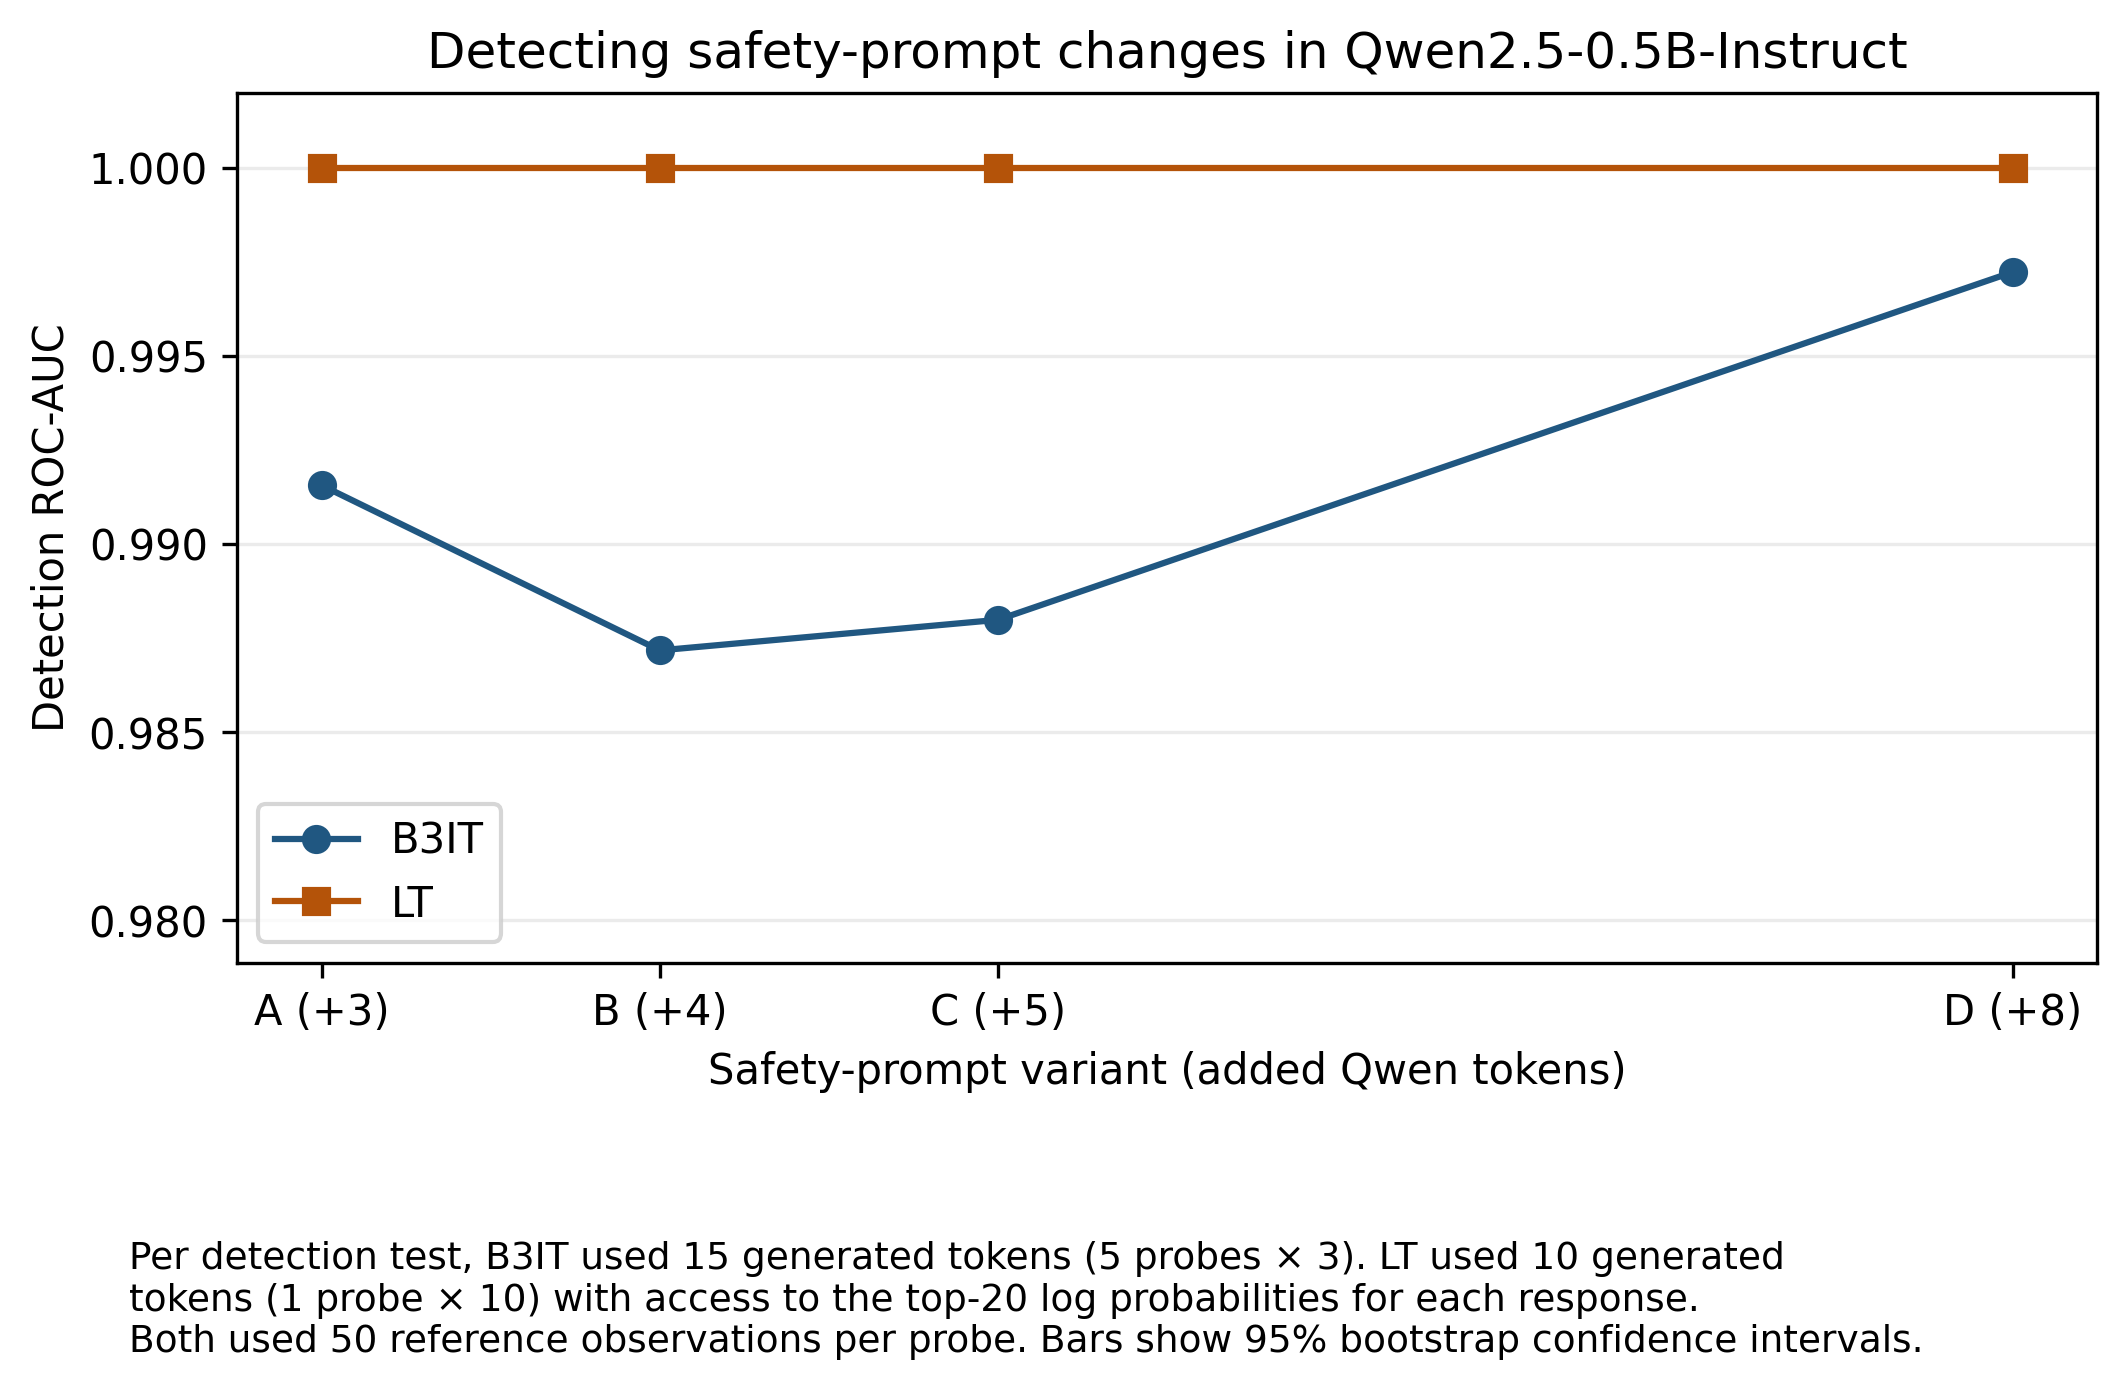 Detecting safety-prompt changes in Qwen2.5-0.5B-Instruct
Detection ROC-AUC
1.000
0.995
0.990
0.985
0.980
B3IT
LT
A (+3)
B (+4)
C (+5)
D (+8)
Safety-prompt variant (added Qwen tokens)
Per detection test, B3IT used 15 generated tokens (5 probes × 3). LT used 10 generated
tokens (1 probe × 10) with access to the top-20 log probabilities for each response.
Both used 50 reference observations per probe. Bars show 95% bootstrap confidence intervals.